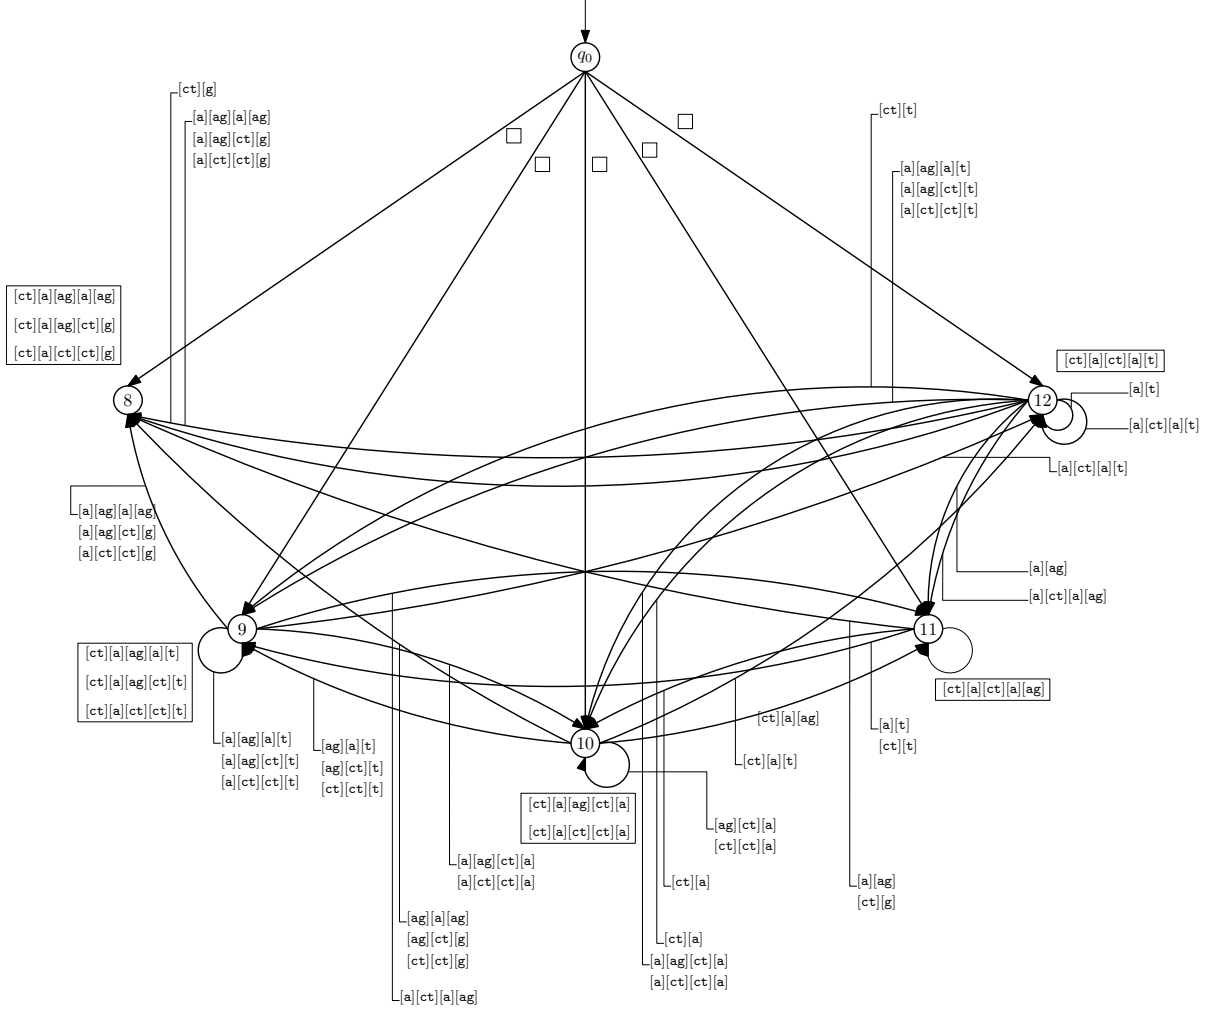 q0
[ct][g]
[a][ag][a][ag]
[a][ag][ct][g]
[a][ct][ct][g]
[ct][t]
[a][ag][a][t]
[a][ag][ct][t]
[a][ct][ct][t]
[ct][a][ag][a][ag]
[ct][a][ag][ct][g]
[ct][a][ct][ct][g]
[ct][a][ct][a][t]
8
12
[a][t]
[a][ct][a][t]
[a][ct][a][t]
[a][ag][a][ag]
[a][ag][ct][g]
[a][ct][ct][g]
[a][ag]
[a][ct][a][ag]
9
11
[ct][a][ag][a][t]
[ct][a][ag][ct][t]
[ct][a][ct][ct][t]
[ct][a][ct][a][ag]
10
[ct][a][ag]
[a][t]
[ct][t]
[a][ag][a][t]
[a][ag][ct][t]
[a][ct][ct][t]
[ag][a][t]
[ag][ct][t]
[ct][ct][t]
[ct][a][t]
[ct][a][ag][ct][a]
[ct][a][ct][ct][a]
[ag][ct][a]
[ct][ct][a]
[a][ag][ct][a]
[a][ct][ct][a]
[ct][a]
[a][ag]
[ct][g]
[ag][a][ag]
[ag][ct][g]
[ct][ct][g]
[ct][a]
[a][ag][ct][a]
[a][ct][ct][a]
[a][ct][a][ag]